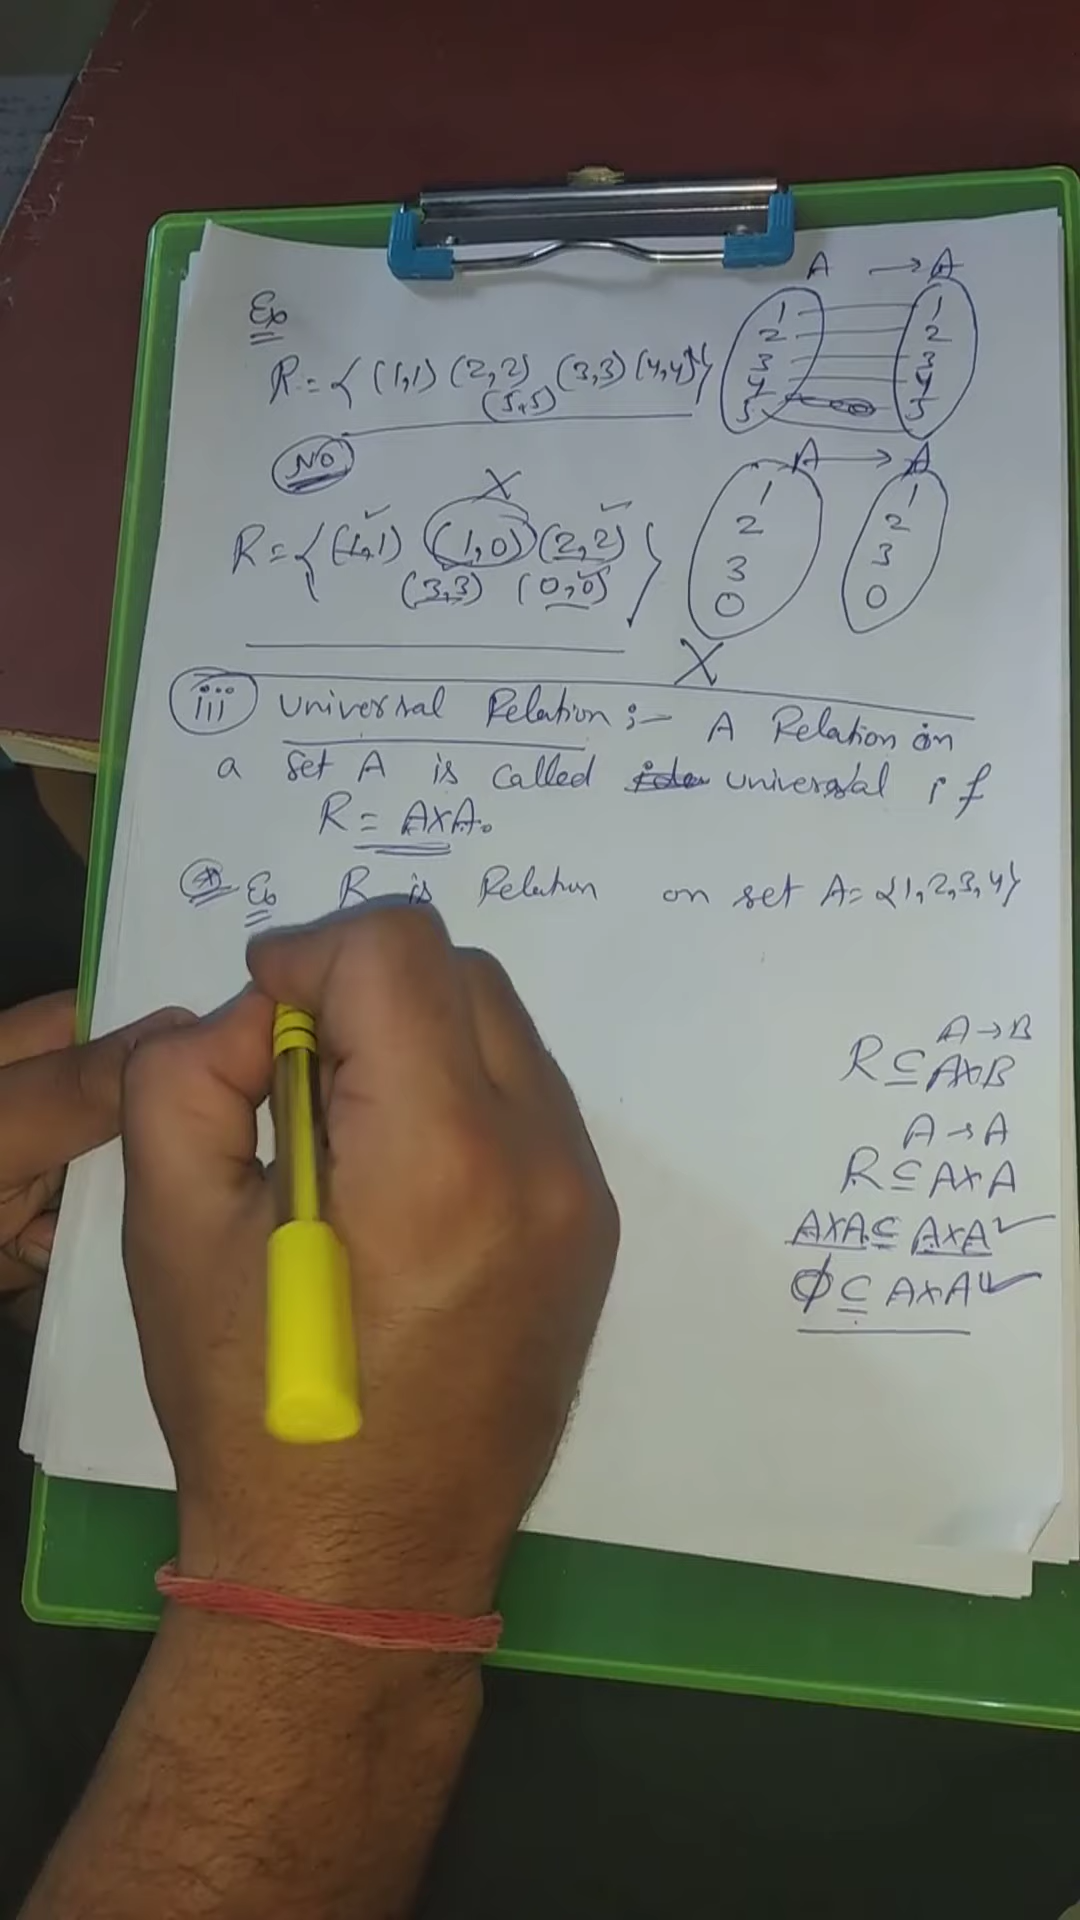 Ex
R = { (1,1) (2,2) (3,3) (4,4) }
(5,5)
A → A
1 1
2 2
3 3
4 4
5 5
NO
X
R = { (1,1) (1,0) (2,2) }
(3,3) (0,0)
A → A
1 1
2 2
3 3
0 0
X
iii Universal Relation :- A Relation on
a set A is called universal if
R = A×A.
Ex R is Relation on set A= {1,2,3,4}
A → B
R ⊆ A×B
A → A
R ⊆ A×A
A×A ⊆ A×A ✓
ϕ ⊆ A×A ✓